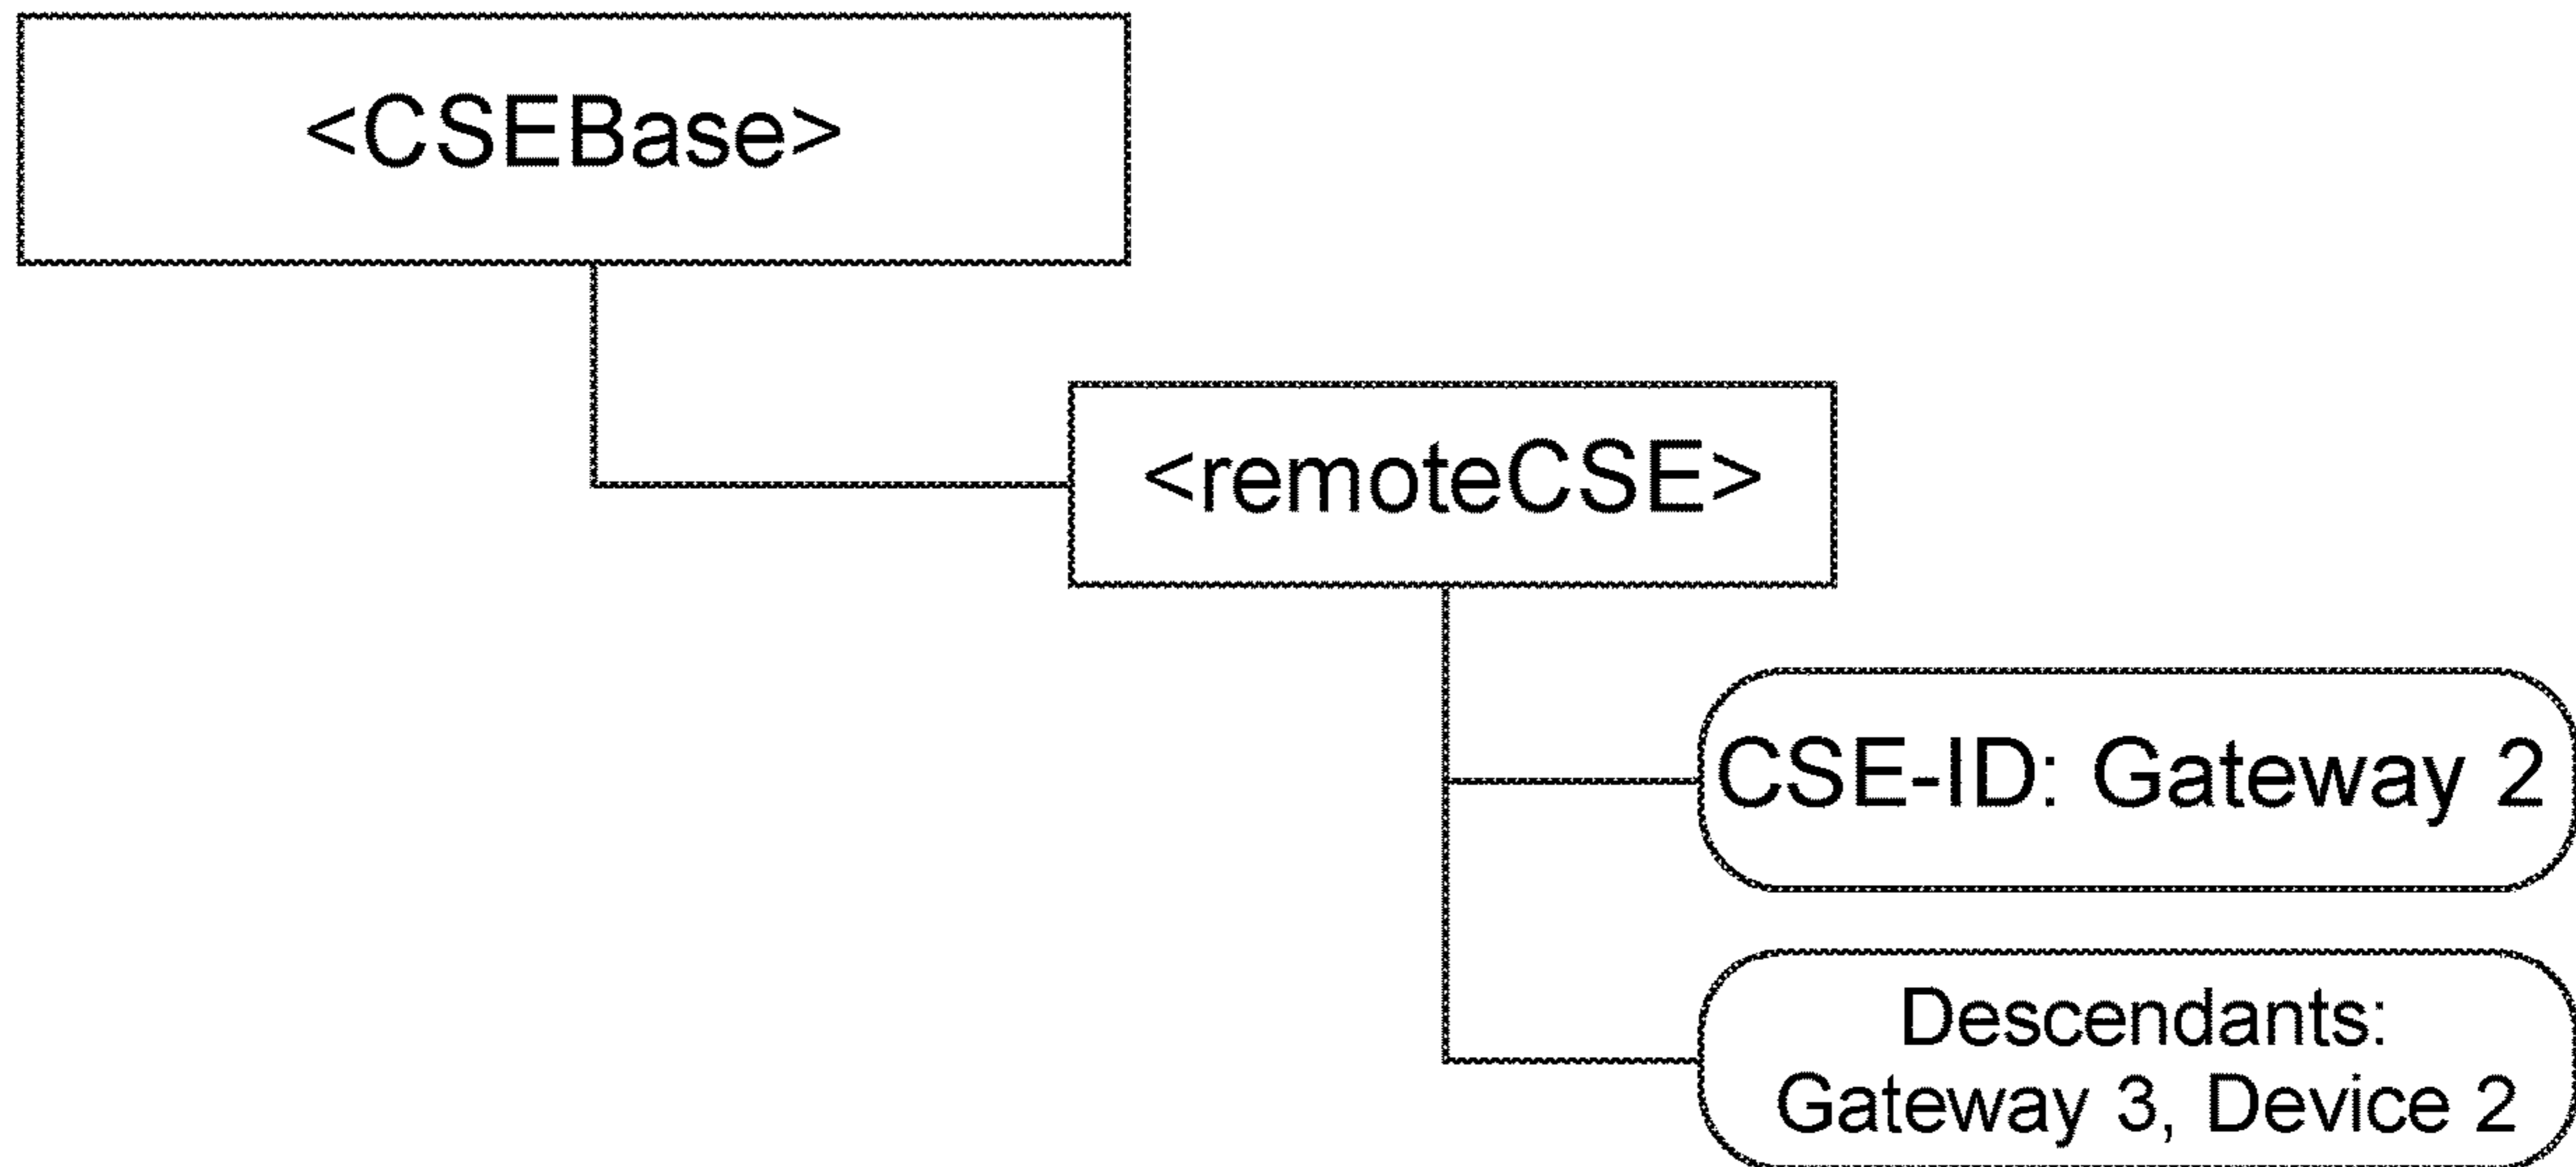 <CSEBase>
<remoteCSE>
CSE-ID: Gateway 2
Descendants:
Gateway 3, Device 2